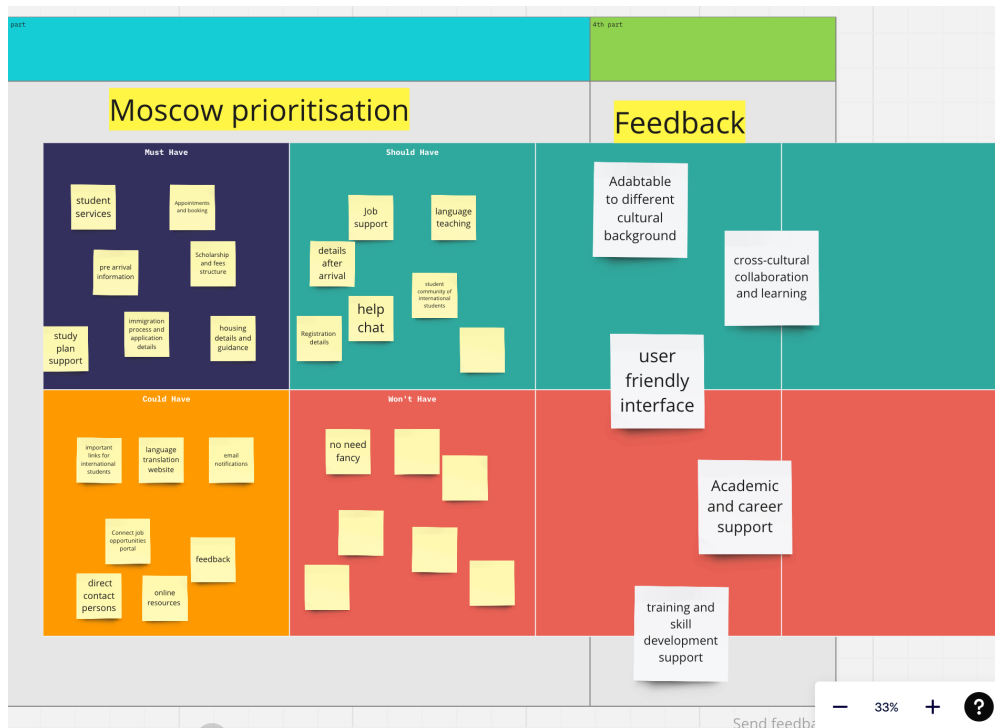 part
4th part
Moscow prioritisation
Feedback
Must Have
student
services
Appointments
and booking
pre arrival
information
Scholarship
and fees
structure
study
plan
support
immigration
process and
application
details
housing
details and
guidance
Should Have
Job
support
language
teaching
details
after
arrival
student
community of
international
students
help
chat
Registration
details
Could Have
important
links for
international
students
language
translation
website
email
notifications
Connect job
opportunities
portal
feedback
direct
contact
persons
online
resources
Won't Have
no need
fancy
Adabtable
to different
cultural
background
cross-cultural
collaboration
and learning
user
friendly
interface
Academic
and career
support
training and
skill
development
support
33%
?
Send feedba